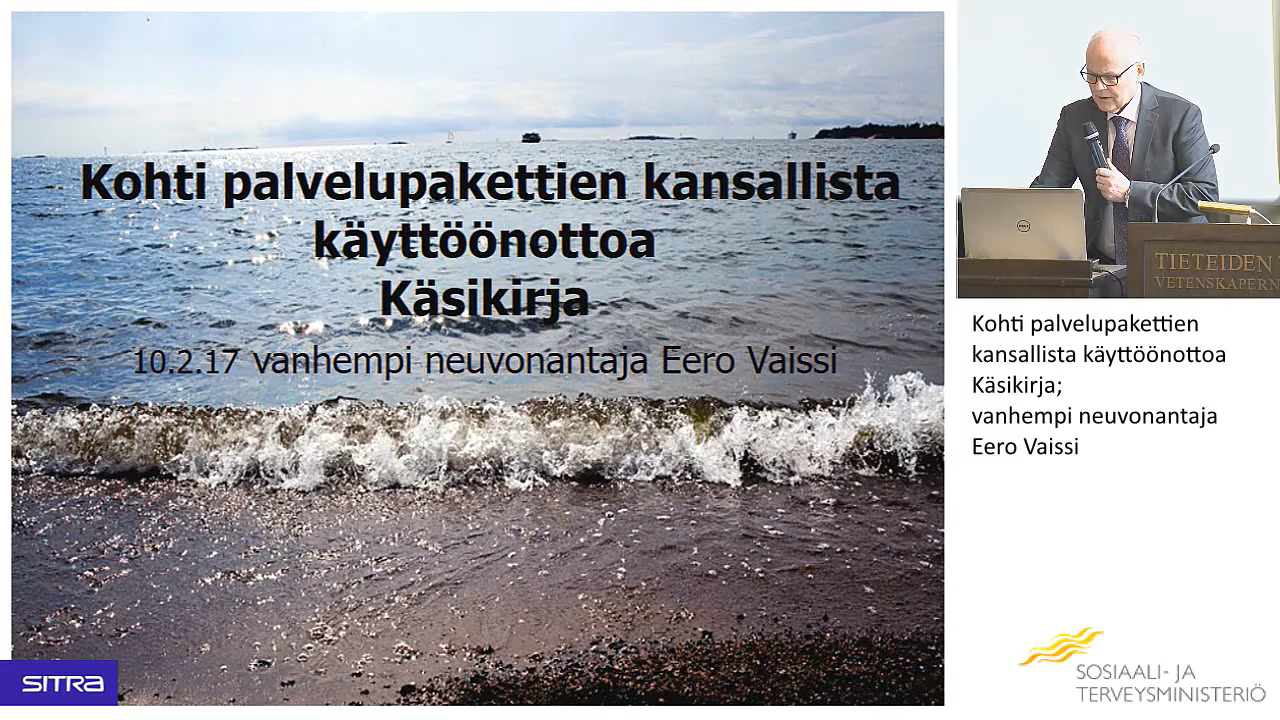 Kohti palvelupakettien kansallista
käyttöönottoa
Käsikirja
10.2.17 vanhempi neuvonantaja Eero Vaissi
SITRA
DELL
TIETEIDEN
VETENSKAPERN
Kohti palvelupakettien
kansallista käyttöönottoa
Käsikirja;
vanhempi neuvonantaja
Eero Vaissi
SOSIAALI- JA
TERVEYSMINISTERIÖ